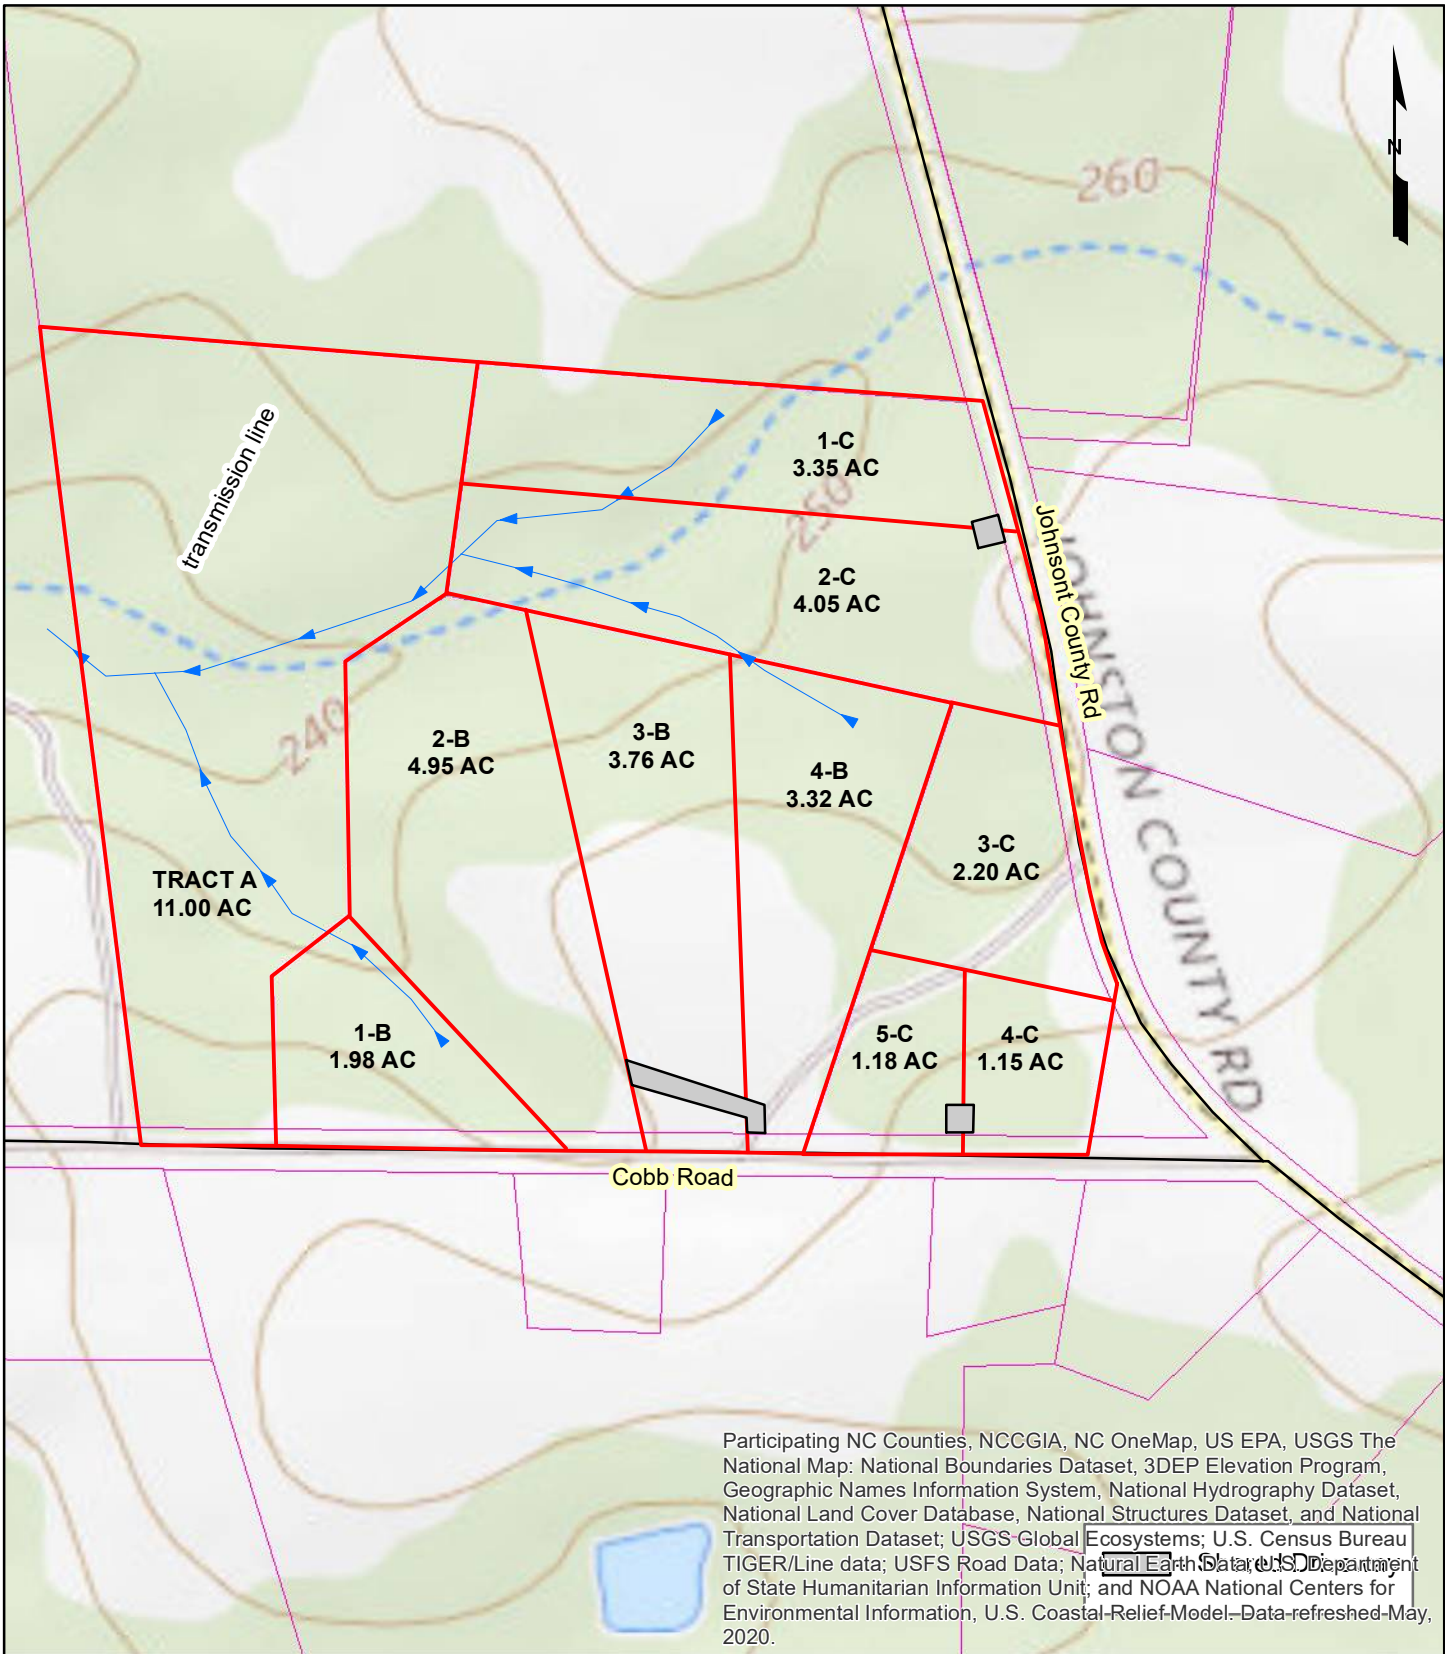 N
260
transmission line
1-C
3.35 AC
250
2-C
4.05 AC
Johnsont County Rd
JOHNSTON COUNTY RD
240
2-B
4.95 AC
3-B
3.76 AC
4-B
3.32 AC
3-C
2.20 AC
TRACT A
11.00 AC
1-B
1.98 AC
5-C
1.18 AC
4-C
1.15 AC
Cobb Road
Participating NC Counties, NCCGIA, NC OneMap, US EPA, USGS The
National Map: National Boundaries Dataset, 3DEP Elevation Program,
Geographic Names Information System, National Hydrography Dataset,
National Land Cover Database, National Structures Dataset, and National
Transportation Dataset; USGS Global Ecosystems; U.S. Census Bureau
TIGER/Line data; USFS Road Data; Natural Earth Data; U.S. Department
of State Humanitarian Information Unit; and NOAA National Centers for
Environmental Information, U.S. Coastal Relief Model. Data refreshed May,
2020.